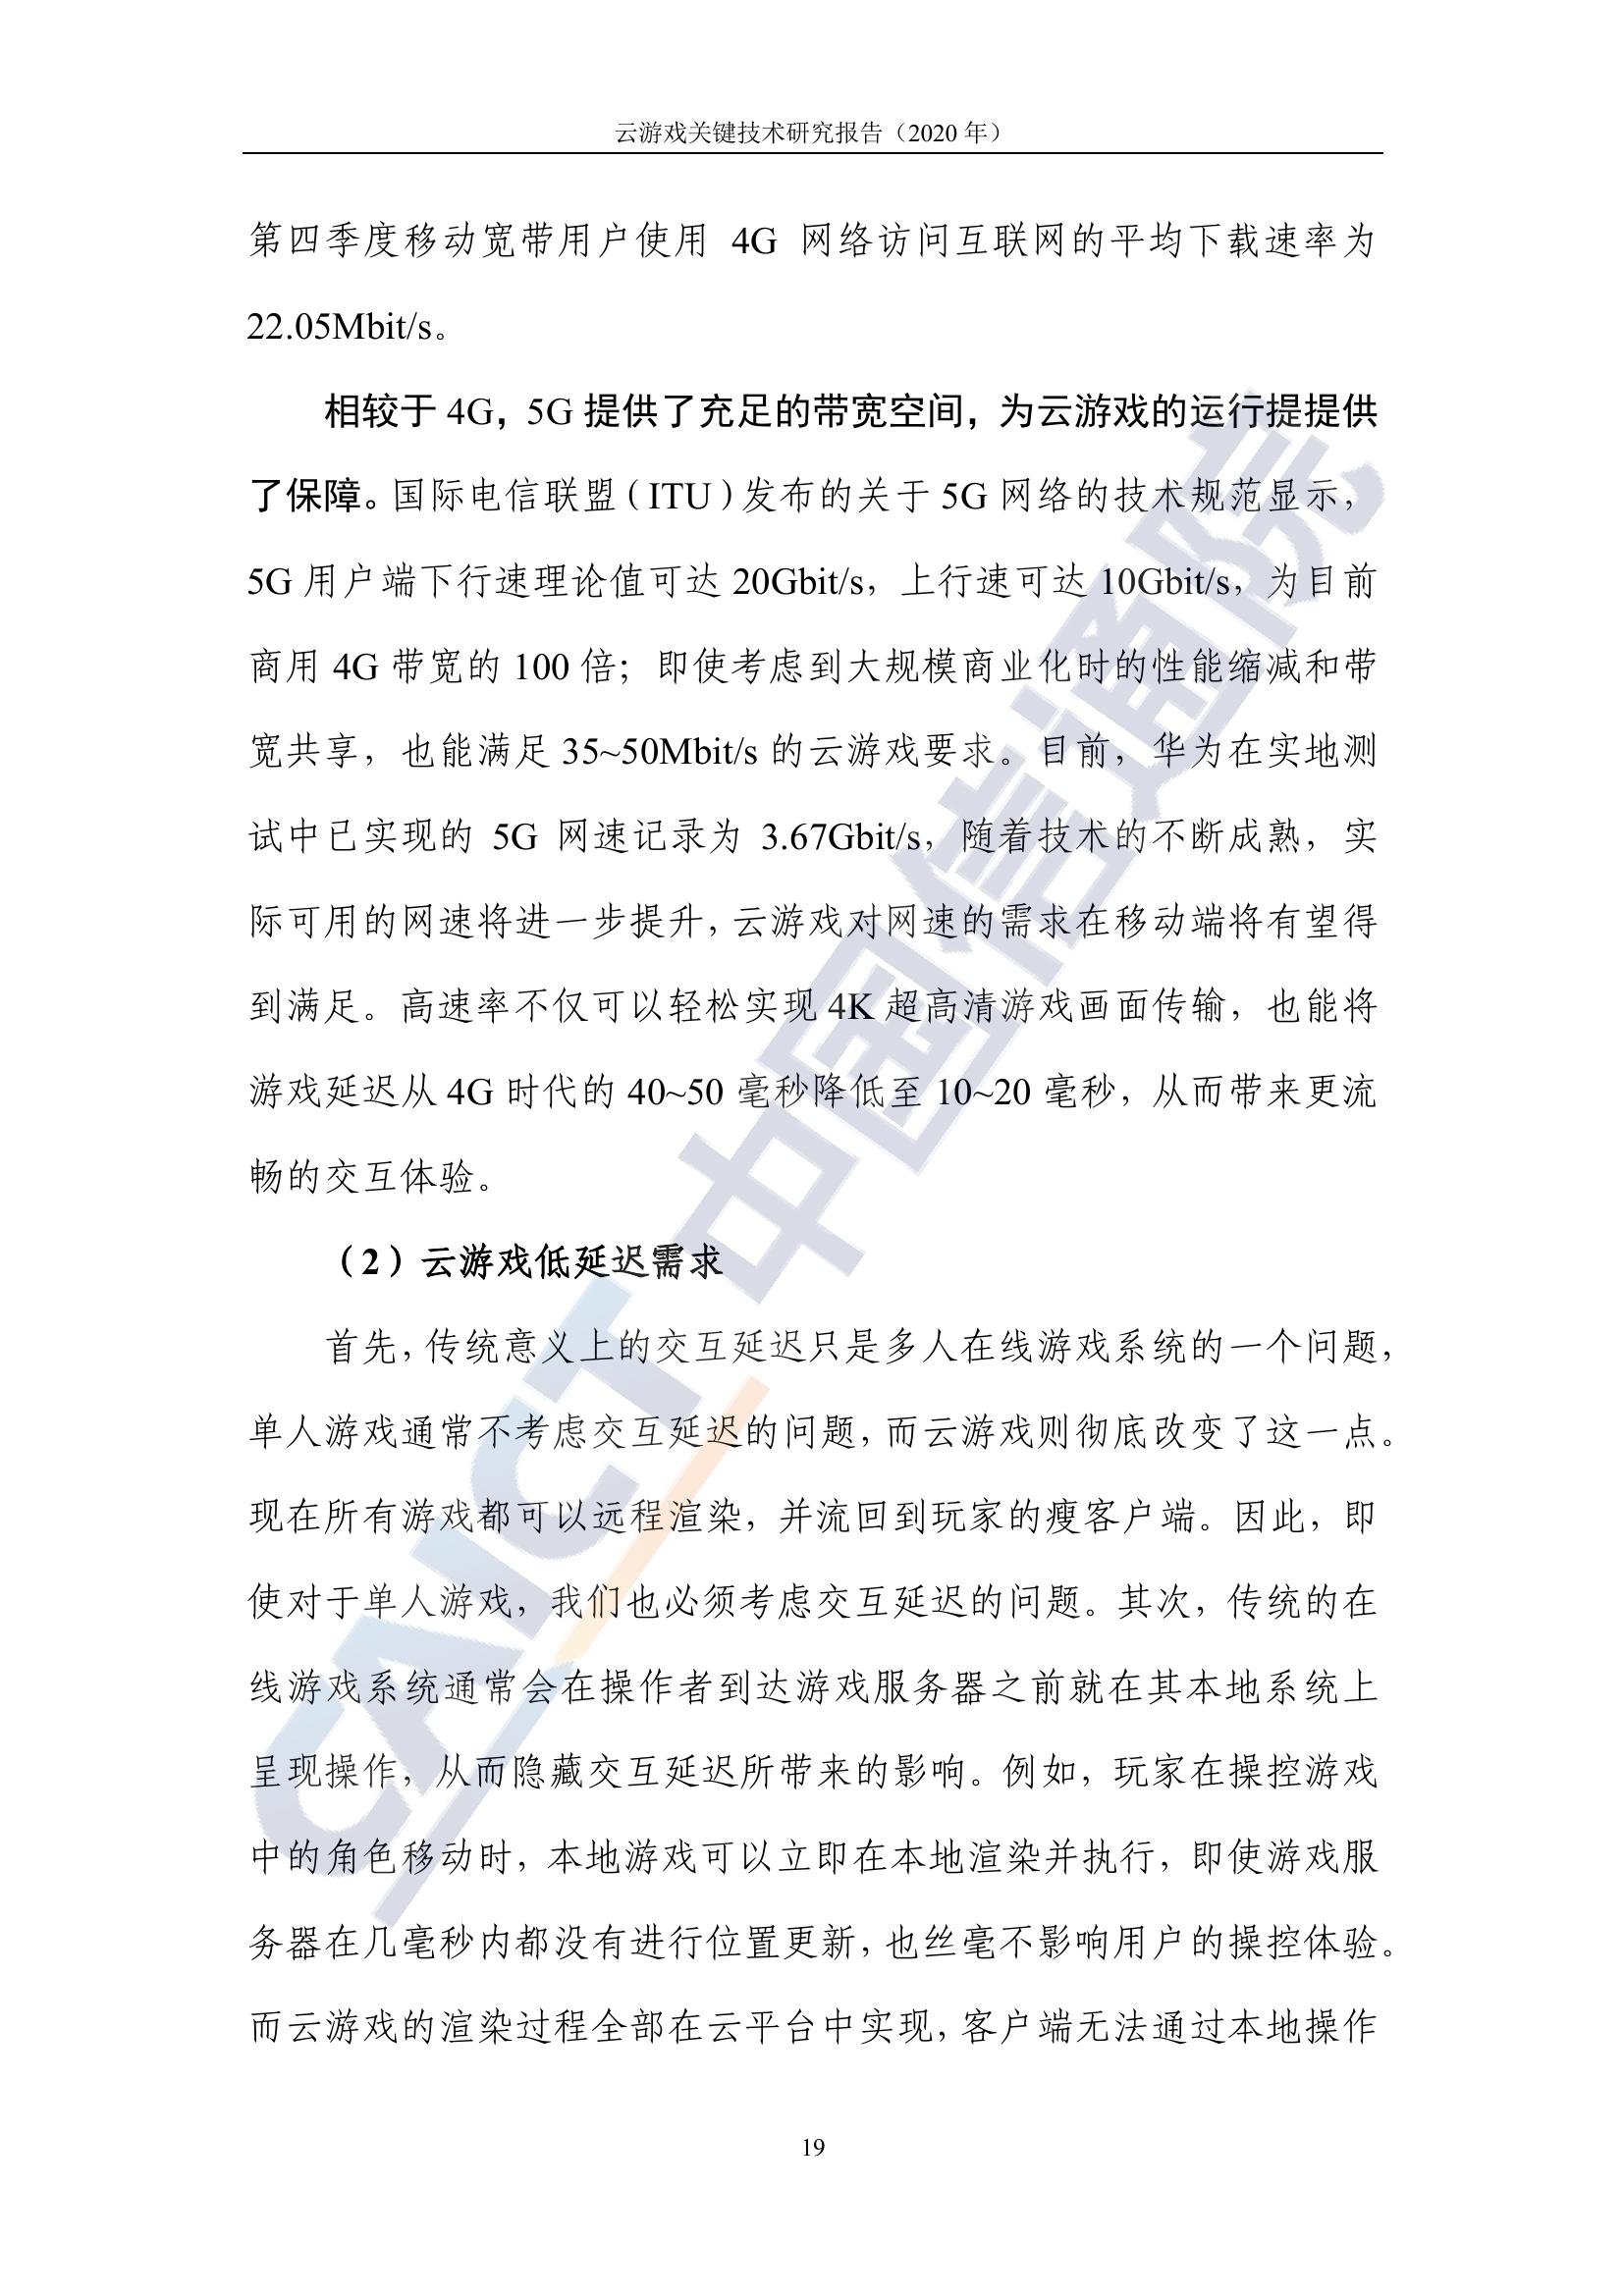 云游戏关键技术研究报告（2020 年）
第四季度移动宽带用户使用 4G 网络访问互联网的平均下载速率为
22.05Mbit/s。
相较于 4G，5G 提供了充足的带宽空间，为云游戏的运行提提供
了保障。国际电信联盟（ITU）发布的关于 5G 网络的技术规范显示，
5G 用户端下行速理论值可达 20Gbit/s，上行速可达 10Gbit/s，为目前
商用 4G 带宽的 100 倍；即使考虑到大规模商业化时的性能缩减和带
宽共享，也能满足 35~50Mbit/s 的云游戏要求。目前，华为在实地测
试中已实现的 5G 网速记录为 3.67Gbit/s，随着技术的不断成熟，实
际可用的网速将进一步提升，云游戏对网速的需求在移动端将有望得
到满足。高速率不仅可以轻松实现 4K 超高清游戏画面传输，也能将
游戏延迟从 4G 时代的 40~50 毫秒降低至 10~20 毫秒，从而带来更流
畅的交互体验。
（2）云游戏低延迟需求
首先，传统意义上的交互延迟只是多人在线游戏系统的一个问题，
单人游戏通常不考虑交互延迟的问题，而云游戏则彻底改变了这一点。
现在所有游戏都可以远程渲染，并流回到玩家的瘦客户端。因此，即
使对于单人游戏，我们也必须考虑交互延迟的问题。其次，传统的在
线游戏系统通常会在操作者到达游戏服务器之前就在其本地系统上
呈现操作，从而隐藏交互延迟所带来的影响。例如，玩家在操控游戏
中的角色移动时，本地游戏可以立即在本地渲染并执行，即使游戏服
务器在几毫秒内都没有进行位置更新，也丝毫不影响用户的操控体验。
而云游戏的渲染过程全部在云平台中实现，客户端无法通过本地操作
19
CAICT 中国信通院